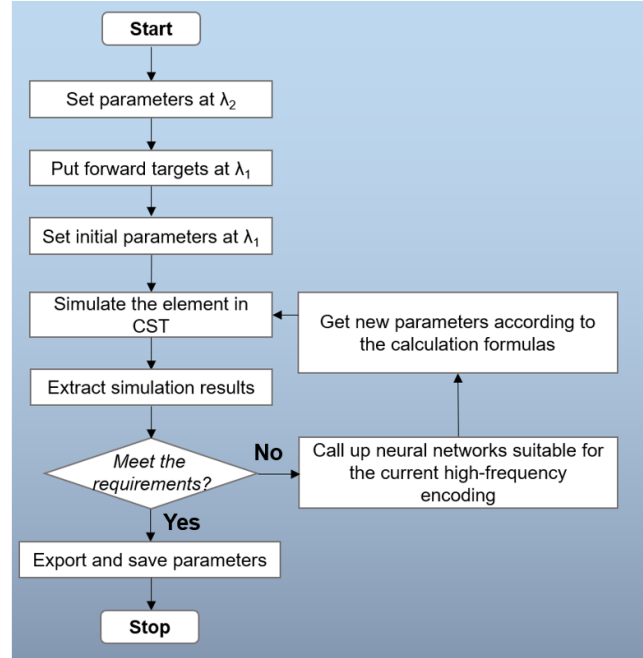 Start
Set parameters at λ₂
Put forward targets at λ₁
Set initial parameters at λ₁
Simulate the element in
CST
Extract simulation results
Meet the
requirements?
No
Call up neural networks suitable for
the current high-frequency
encoding
Get new parameters according to
the calculation formulas
Yes
Export and save parameters
Stop